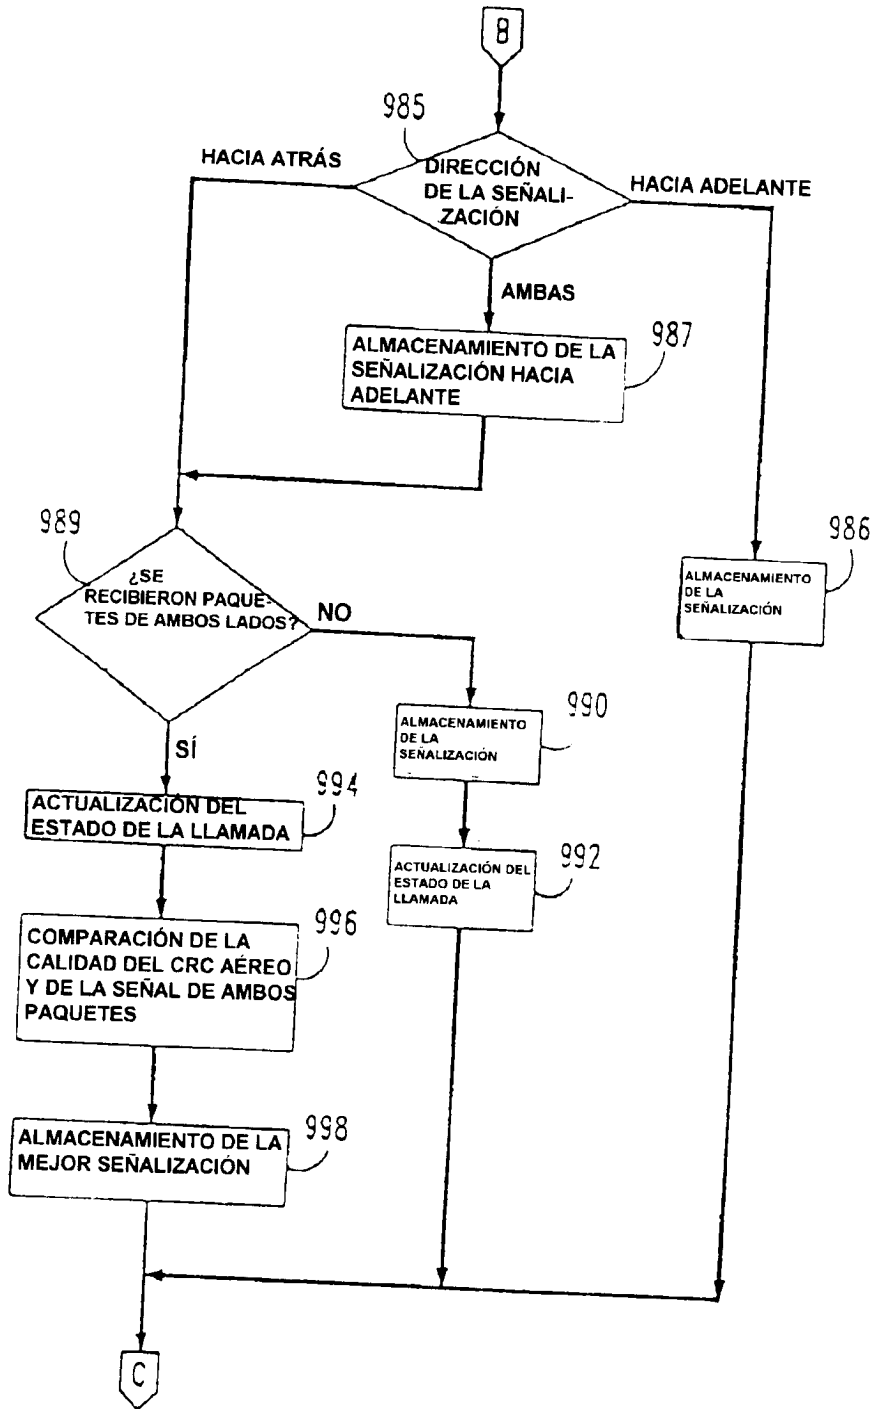 B
985
HACIA ATRÁS
DIRECCIÓN
DE LA SEÑALI-
ZACIÓN
HACIA ADELANTE
AMBAS
987
ALMACENAMIENTO DE LA
SEÑALIZACIÓN HACIA
ADELANTE
989
¿SE
RECIBIERON PAQUE-
TES DE AMBOS LADOS?
NO
986
ALMACENAMIENTO
DE LA
SEÑALIZACIÓN
990
ALMACENAMIENTO
DE LA
SEÑALIZACIÓN
SÍ
994
ACTUALIZACIÓN DEL
ESTADO DE LA LLAMADA
992
ACTUALIZACIÓN DEL
ESTADO DE LA
LLAMADA
996
COMPARACIÓN DE LA
CALIDAD DEL CRC AÉREO
Y DE LA SEÑAL DE AMBOS
PAQUETES
998
ALMACENAMIENTO DE LA
MEJOR SEÑALIZACIÓN
C